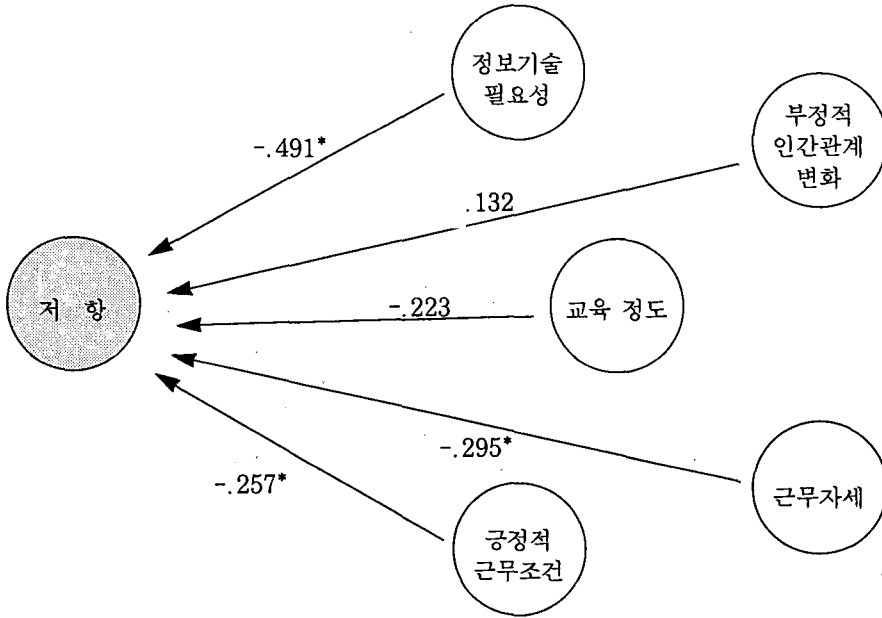 정보기술
필요성
부정적
인간관계
변화
-.491*
.132
저 항
-.223
교육 정도
-.295*
-.257*
근무자세
긍정적
근무조건